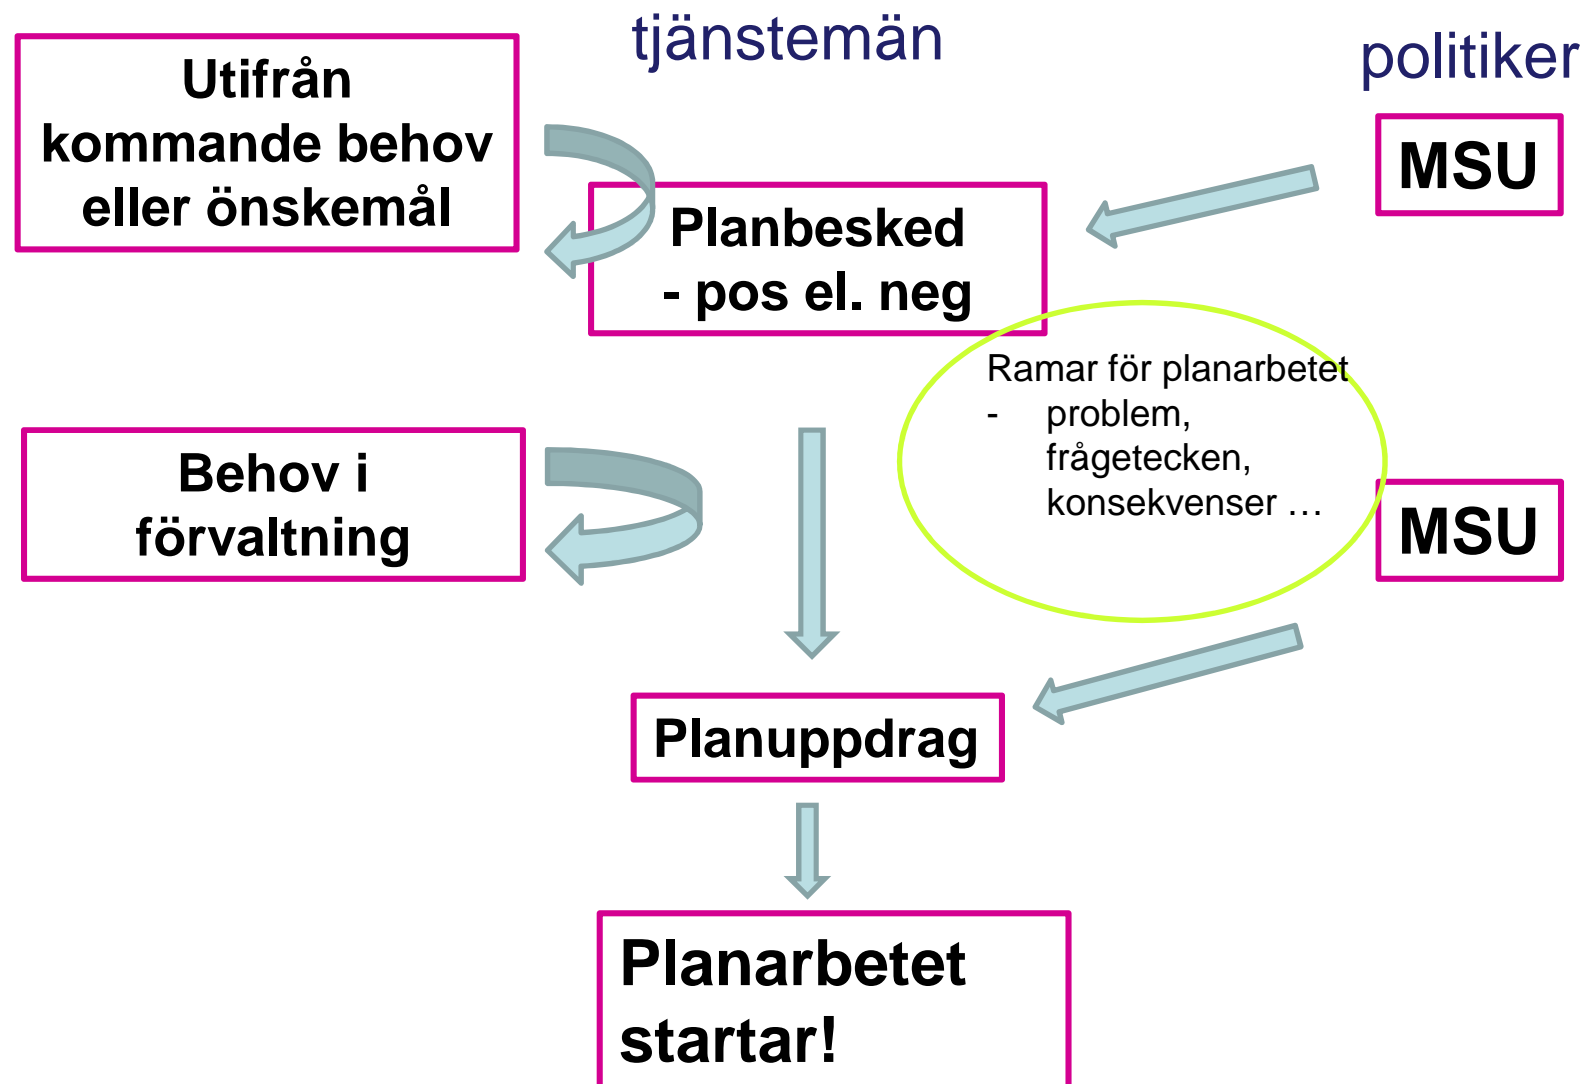 tjänstemän
politiker
Utifrån
kommande behov
eller önskemål
MSU
Planbesked
- pos el. neg
Ramar för planarbetet
- problem,
frågetecken,
konsekvenser …
Behov i
förvaltning
MSU
Planuppdrag
Planarbetet
startar!